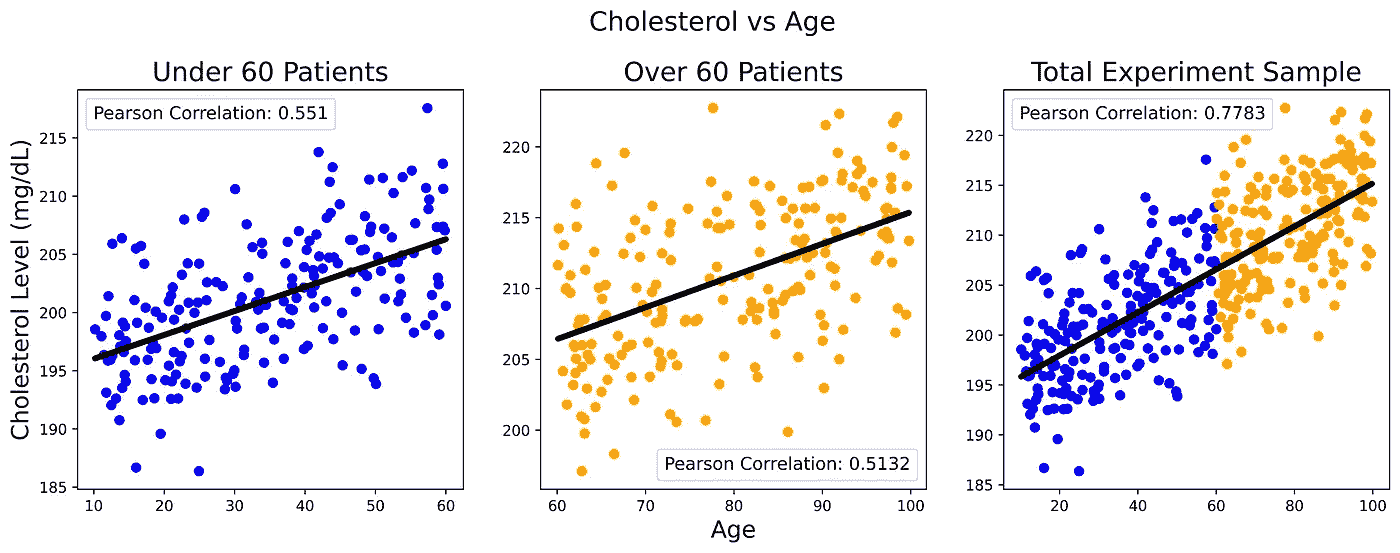 Cholesterol vs Age
Under 60 Patients
Over 60 Patients
Total Experiment Sample
Pearson Correlation: 0.551
Pearson Correlation: 0.5132
Pearson Correlation: 0.7783
Cholesterol Level (mg/dL)
215
210
205
200
195
190
185
10 20 30 40 50 60
220
215
210
205
200
60 70 80 90 100
220
215
210
205
200
195
190
185
20 40 60 80 100
Age